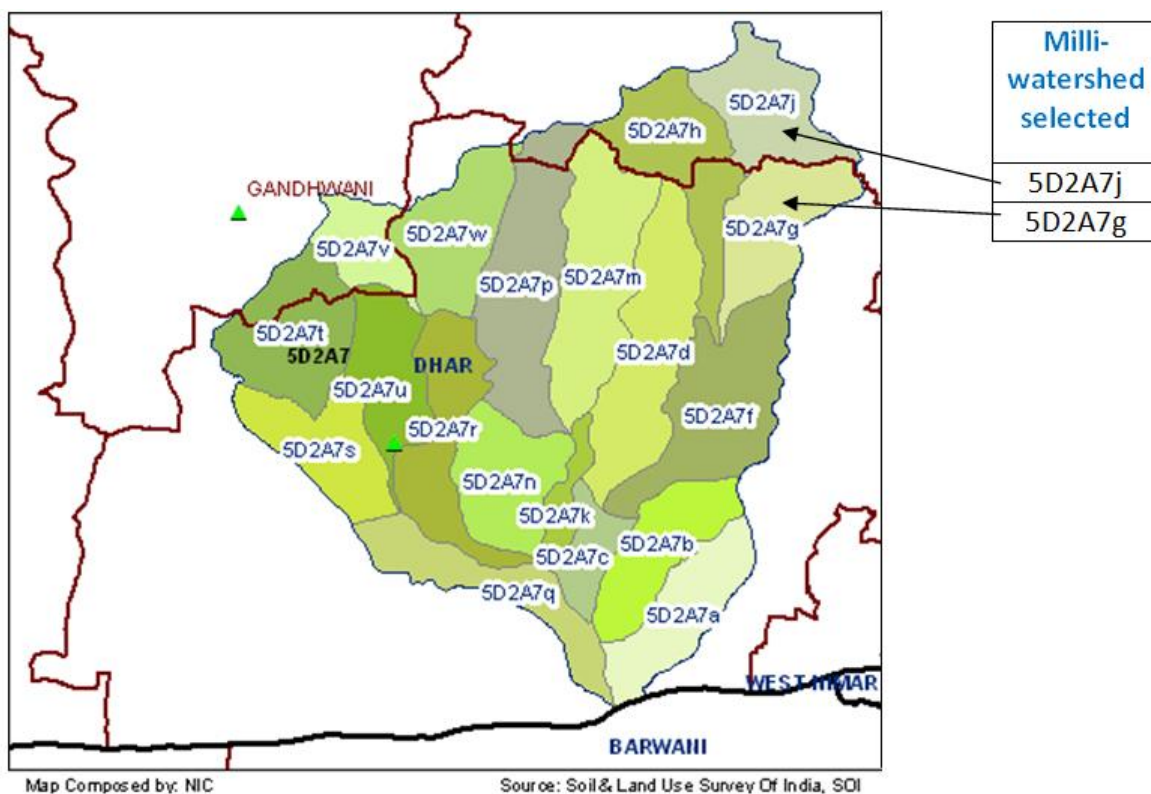 Milli-
watershed
selected
5D2A7j
5D2A7g
5D2A7j
5D2A7h
GANDHWANI
5D2A7g
5D2A7w
5D2A7v
5D2A7p
5D2A7m
5D2A7t
5D2A7
5D2A7d
DHAR
5D2A7u
5D2A7f
5D2A7r
5D2A7s
5D2A7n
5D2A7k
5D2A7b
5D2A7c
5D2A7q
5D2A7a
WEST NIMAR
BARWANI
Map Composed by: NIC
Source: Soil & Land Use Survey Of India, SOI